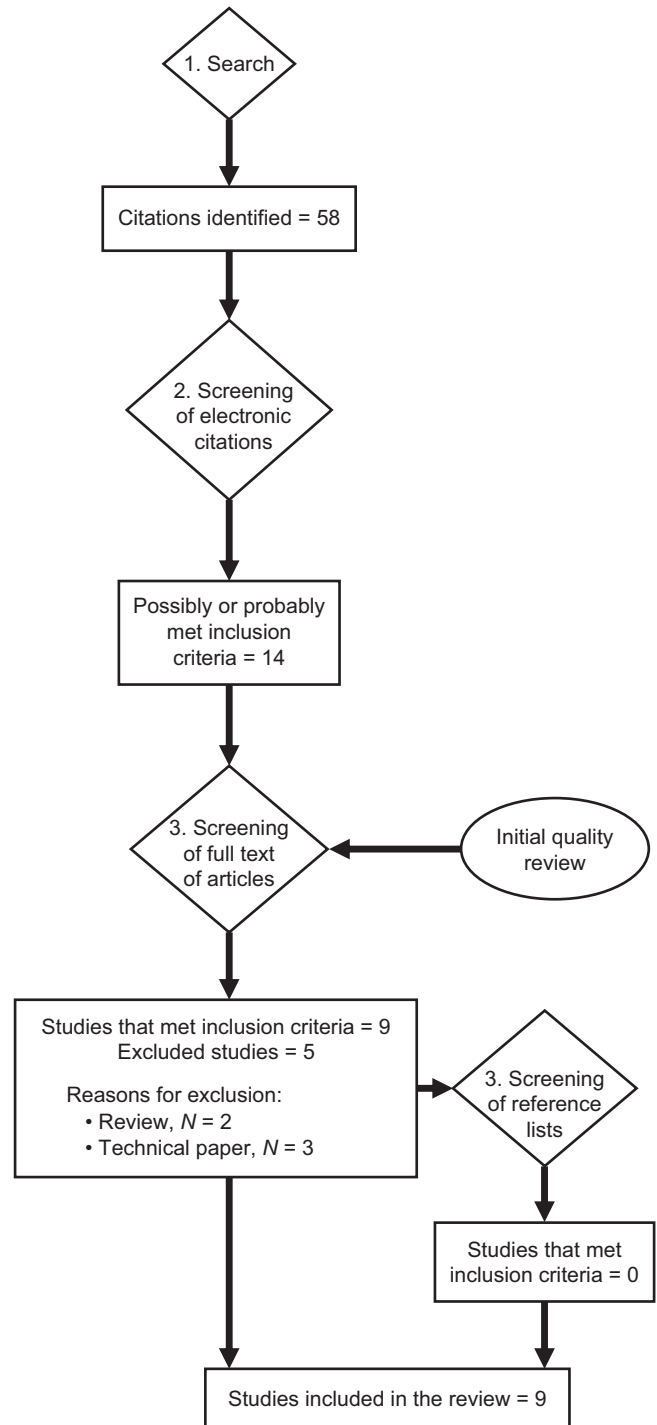 1. Search
Citations identified = 58
2. Screening
of electronic
citations
Possibly or probably
met inclusion
criteria = 14
3. Screening
of full text
of articles
Initial quality
review
Studies that met inclusion criteria = 9
Excluded studies = 5
Reasons for exclusion:
• Review, N = 2
• Technical paper, N = 3
3. Screening
of reference
lists
Studies that met
inclusion criteria = 0
Studies included in the review = 9